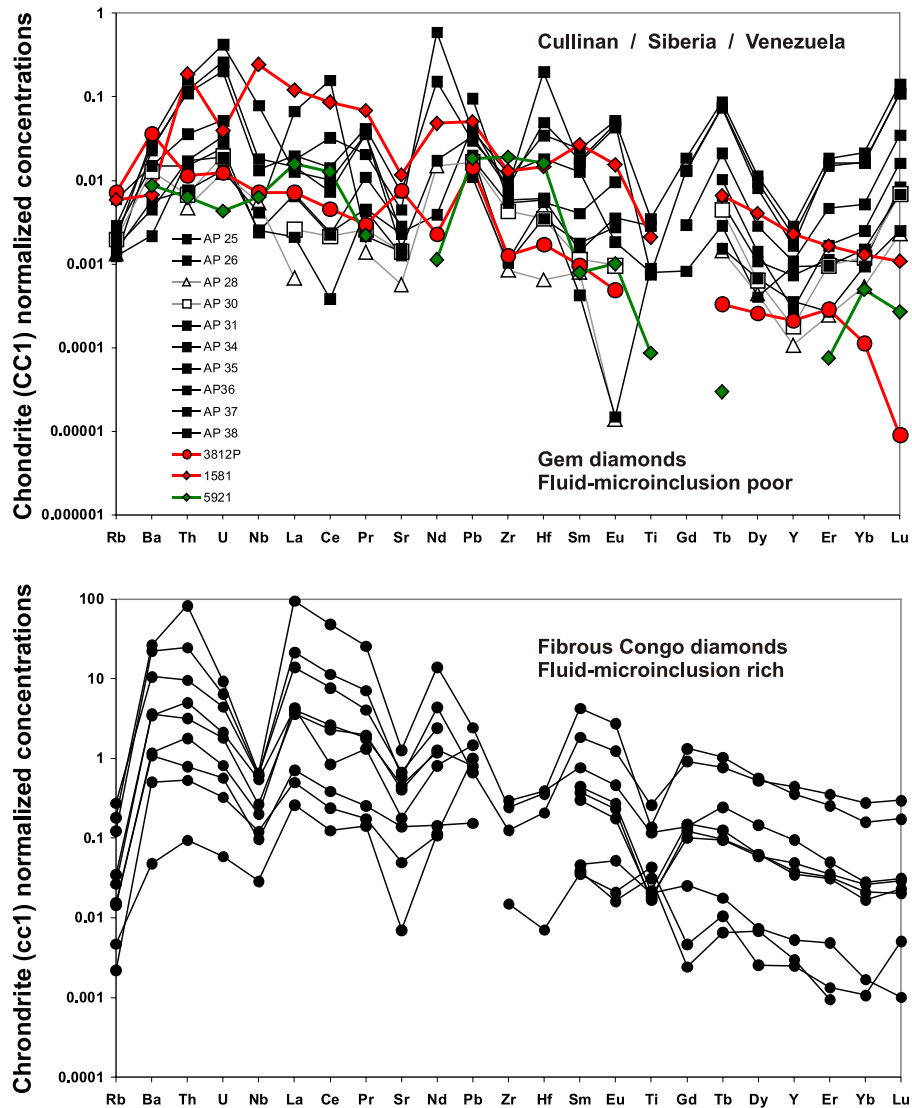 Chondrite (CC1) normalized concentrations
1
0.1
0.01
0.001
0.0001
0.00001
0.000001
Cullinan / Siberia / Venezuela
AP 25
AP 26
AP 28
AP 30
AP 31
AP 34
AP 35
AP36
AP 37
AP 38
3812P
1581
5921
Gem diamonds
Fluid-microinclusion poor
Rb Ba Th U Nb La Ce Pr Sr Nd Pb Zr Hf Sm Eu Ti Gd Tb Dy Y Er Yb Lu
Chrondrite (cc1) normalized concentrations
100
10
1
0.1
0.01
0.001
0.0001
Fibrous Congo diamonds
Fluid-microinclusion rich
Rb Ba Th U Nb La Ce Pr Sr Nd Pb Zr Hf Sm Eu Ti Gd Tb Dy Y Er Yb Lu